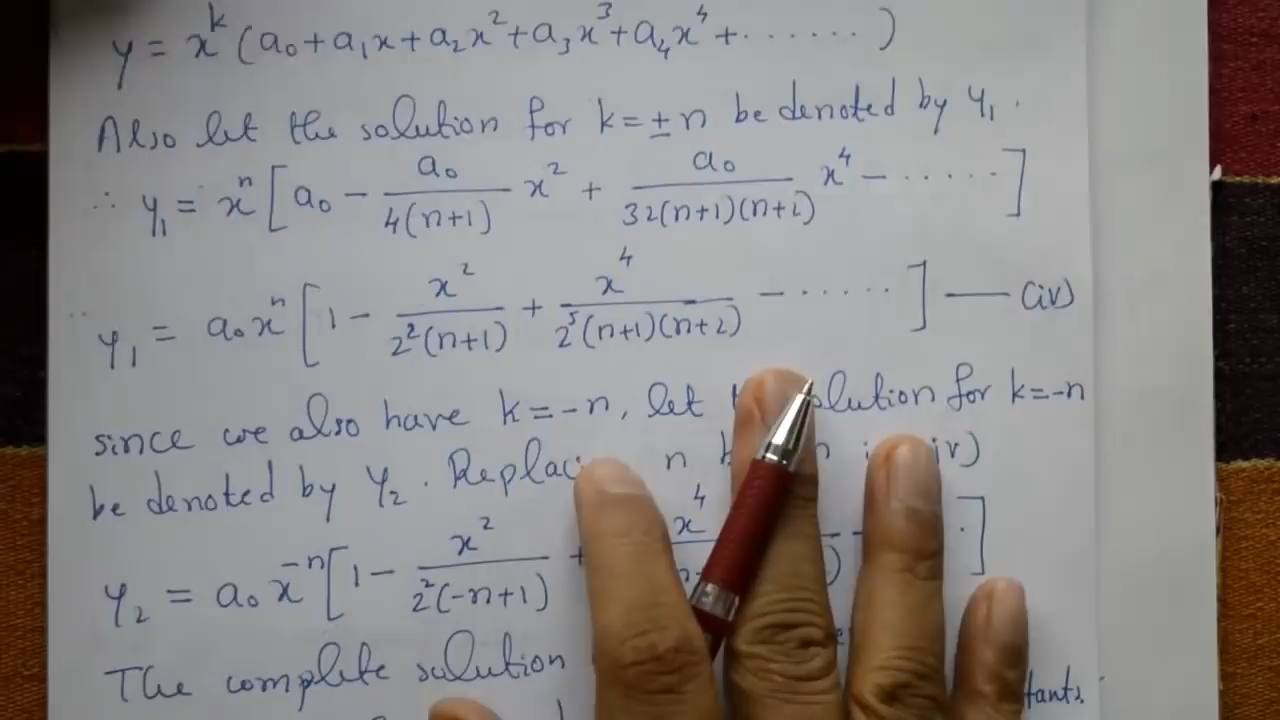 y = x^k (a₀ + a₁x + a₂x² + a₃x³ + a₄x⁴ + ....... )
Also let the solution for k = ± n be denoted by y₁.
∴ y₁ = x^n [ a₀ - a₀/4(n+1) x² + a₀/32(n+1)(n+2) x⁴ - ...... ]
y₁ = a₀x^n [ 1 - x²/2²(n+1) + x⁴/2⁵(n+1)(n+2) - ...... ] — (iv)
since we also have k = -n, let solution for k = -n
be denoted by y₂. n iv)
y₂ = a₀x^-n [ 1 - x²/2²(-n+1) + x⁴ ]
The complete solution